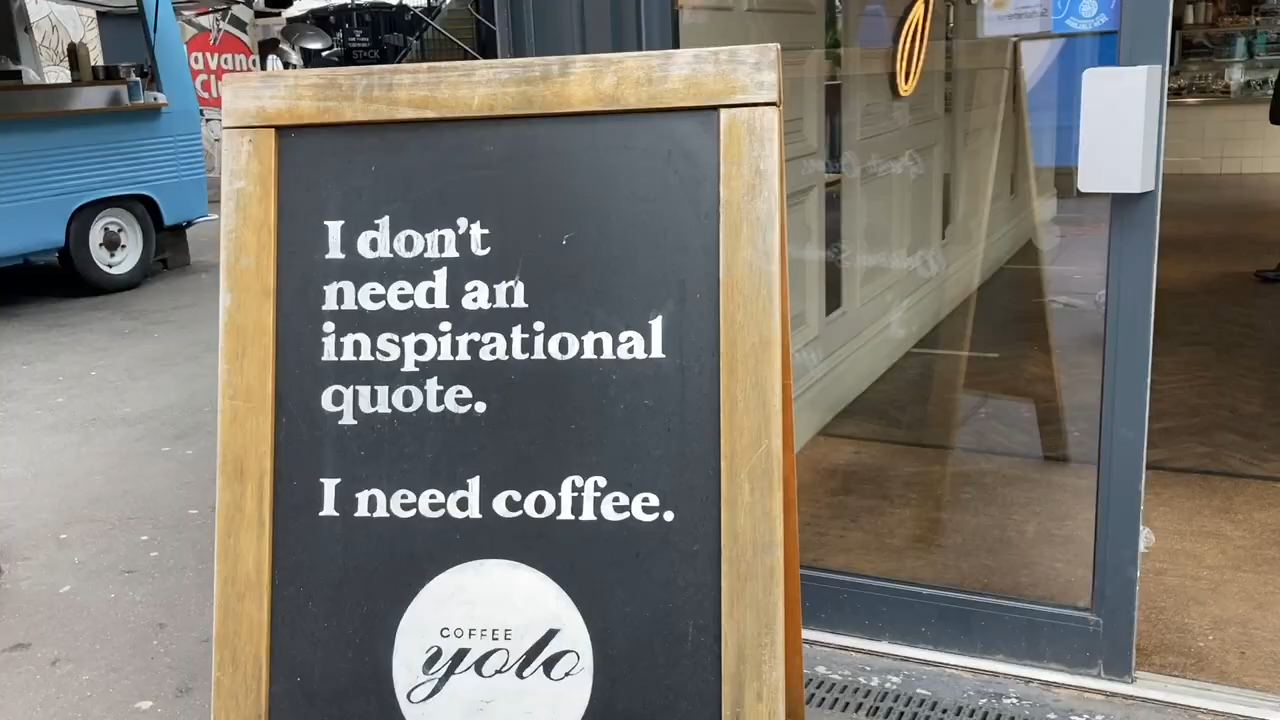 I don't
need an
inspirational
quote.
I need coffee.
COFFEE
yolo